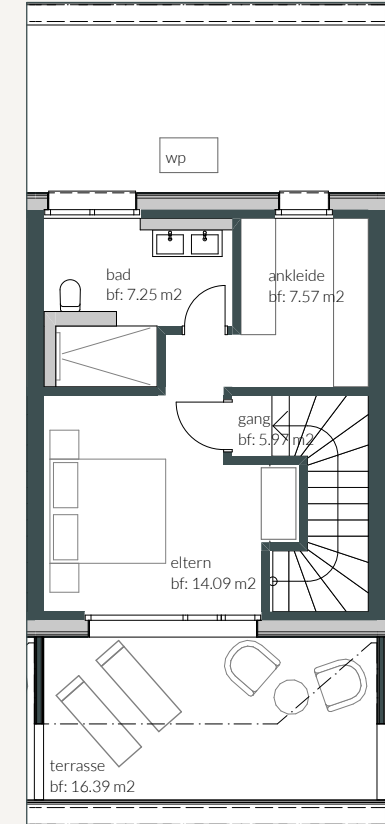 wp
bad
bf: 7.25 m2
ankleide
bf: 7.57 m2
gang
bf: 5.97 m2
eltern
bf: 14.09 m2
terrasse
bf: 16.39 m2